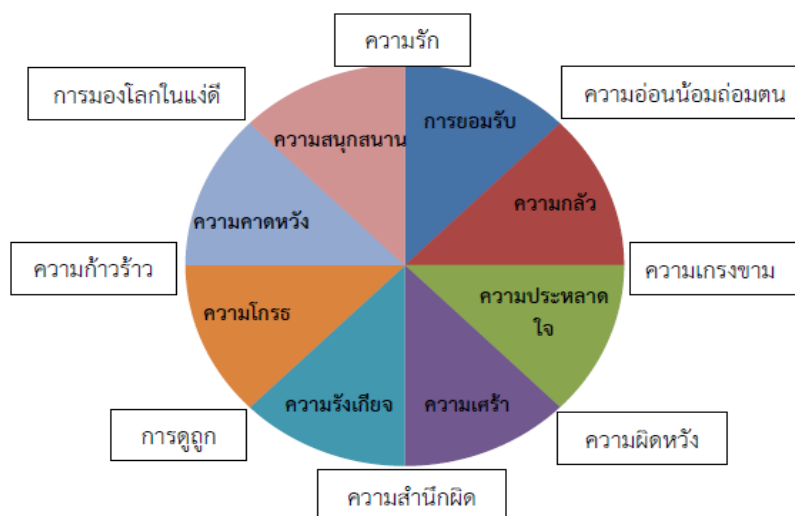 ความรัก
การมองโลกในแง่ดี
ความอ่อนน้อมถ่อมตน
ความสนุกสนาน
การยอมรับ
ความคาดหวัง
ความกลัว
ความก้าวร้าว
ความเกรงขาม
ความโกรธ
ความประหลาด
ใจ
ความรังเกียจ
ความเศร้า
การดูถูก
ความผิดหวัง
ความสำนึกผิด